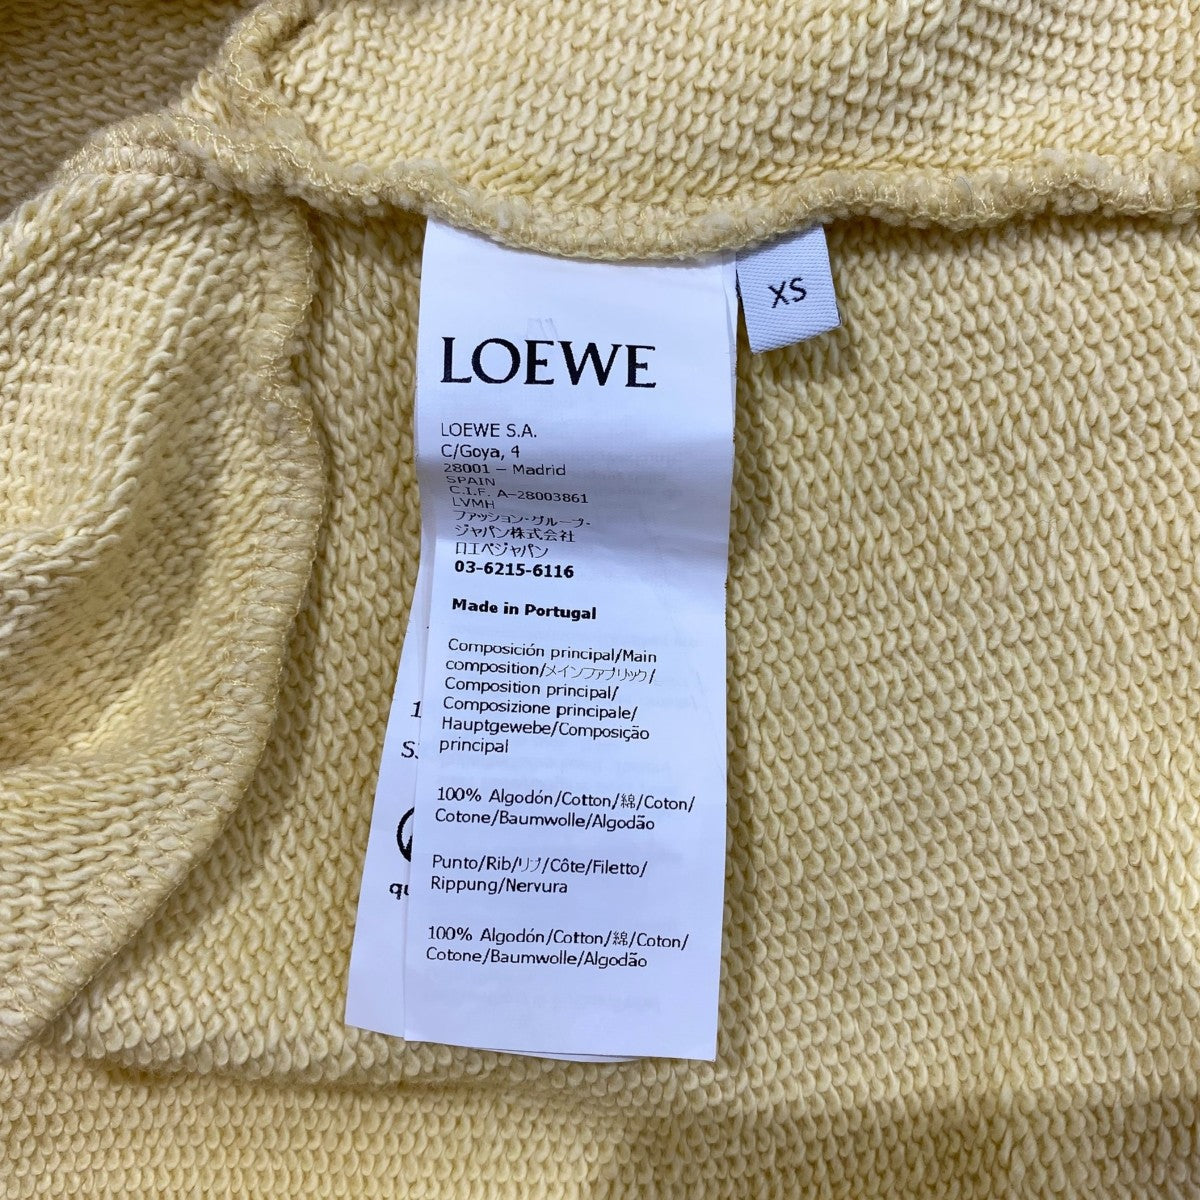 XS
LOEWE
LOEWE S.A.
C/Goya, 4
28001 – Madrid
SPAIN
C.I.F. A-28003861
LVMH
ファッション・グループ・
ジャパン株式会社
ロエベジャパン
03-6215-6116
Made in Portugal
Composición principal/Main
composition/メインファブリック/
Composition principal/
Composizione principale/
Hauptgewebe/Composição
principal
100% Algodón/Cotton/綿/Coton/
Cotone/Baumwolle/Algodão
Punto/Rib/リブ/Côte/Filetto/
Rippung/Nervura
100% Algodón/Cotton/綿/Coton/
Cotone/Baumwolle/Algodão